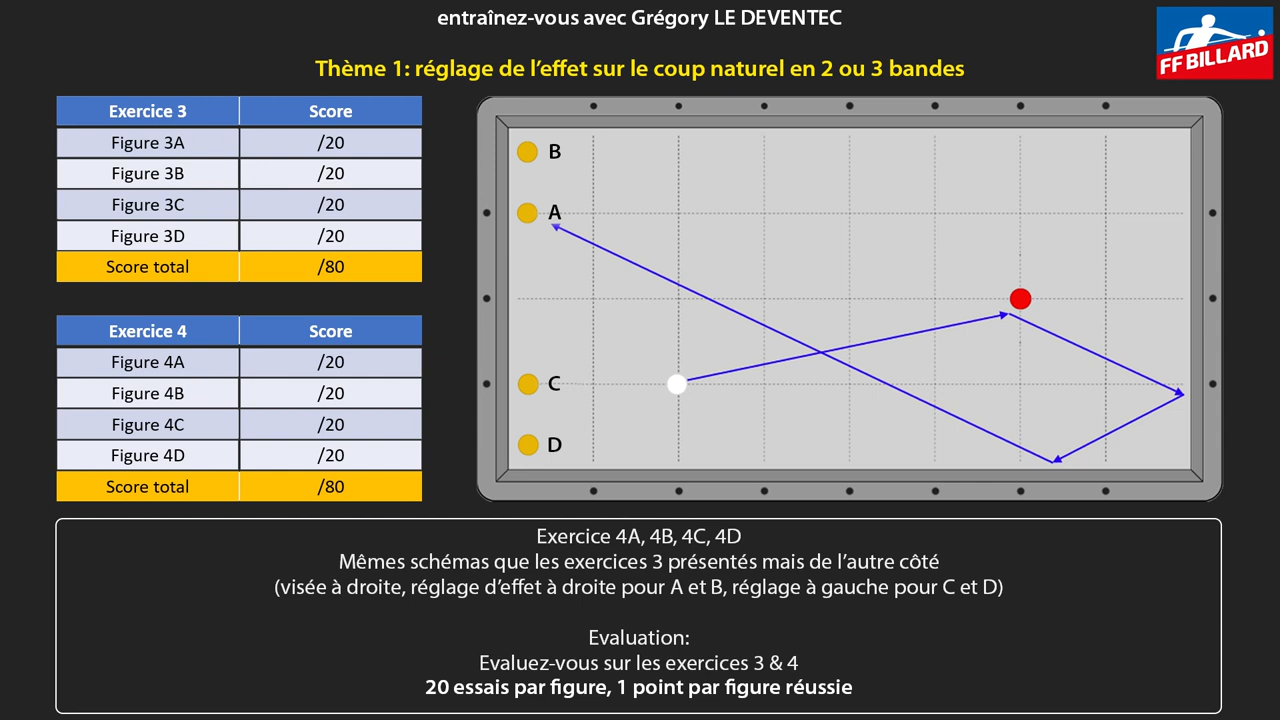 entraînez-vous avec Grégory LE DEVENTEC
Thème 1: réglage de l'effet sur le coup naturel en 2 ou 3 bandes
FF BILLARD
Exercice 3 Score
Figure 3A /20
Figure 3B /20
Figure 3C /20
Figure 3D /20
Score total /80
Exercice 4 Score
Figure 4A /20
Figure 4B /20
Figure 4C /20
Figure 4D /20
Score total /80
B
A
C
D
Exercice 4A, 4B, 4C, 4D
Mêmes schémas que les exercices 3 présentés mais de l'autre côté
(visée à droite, réglage d'effet à droite pour A et B, réglage à gauche pour C et D)
Evaluation:
Evaluez-vous sur les exercices 3 & 4
20 essais par figure, 1 point par figure réussie